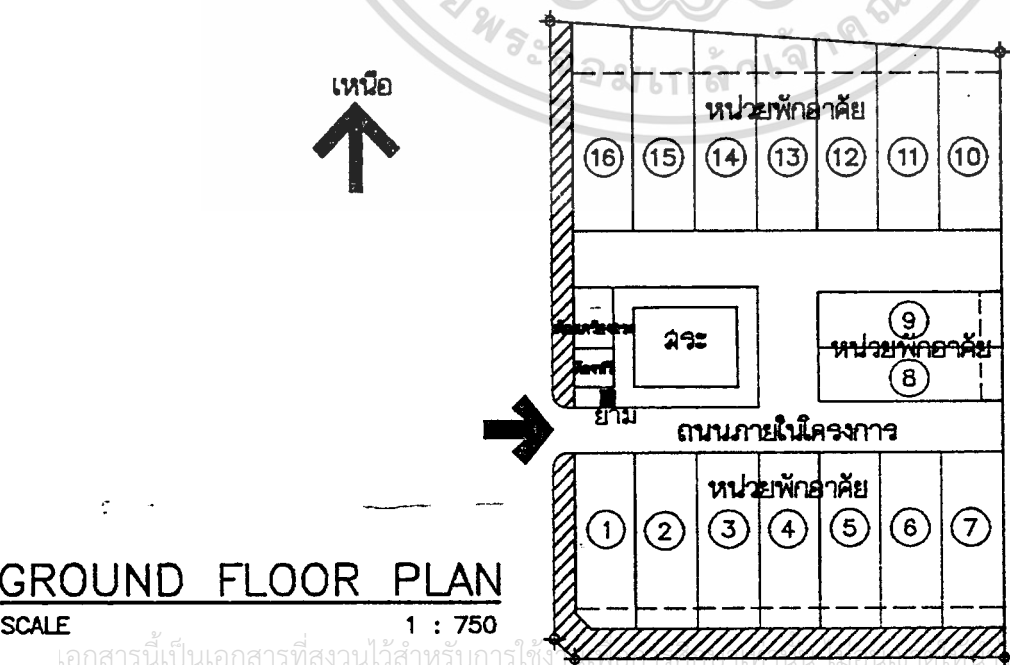 เหนือ
หน่วยพักอาศัย
16 15 14 13 12 11 10
สระ
9
หน่วยพักอาศัย
8
ยาม
ถนนภายในโครงการ
หน่วยพักอาศัย
1 2 3 4 5 6 7
GROUND FLOOR PLAN
SCALE 1 : 750
เอกสารนี้เป็นเอกสารที่สงวนไว้สำหรับการใช้